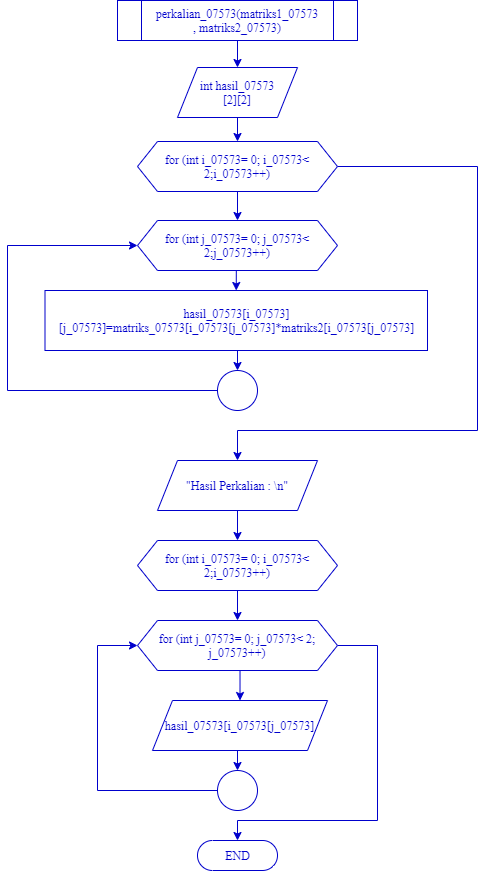 perkalian_07573(matriks1_07573
, matriks2_07573)
int hasil_07573
[2][2]
for (int i_07573= 0; i_07573<
2;i_07573++)
for (int j_07573= 0; j_07573<
2;j_07573++)
hasil_07573[i_07573]
[j_07573]=matriks_07573[i_07573[j_07573]*matriks2[i_07573[j_07573]
"Hasil Perkalian : \n"
for (int i_07573= 0; i_07573<
2;i_07573++)
for (int j_07573= 0; j_07573< 2;
j_07573++)
hasil_07573[i_07573[j_07573]
END